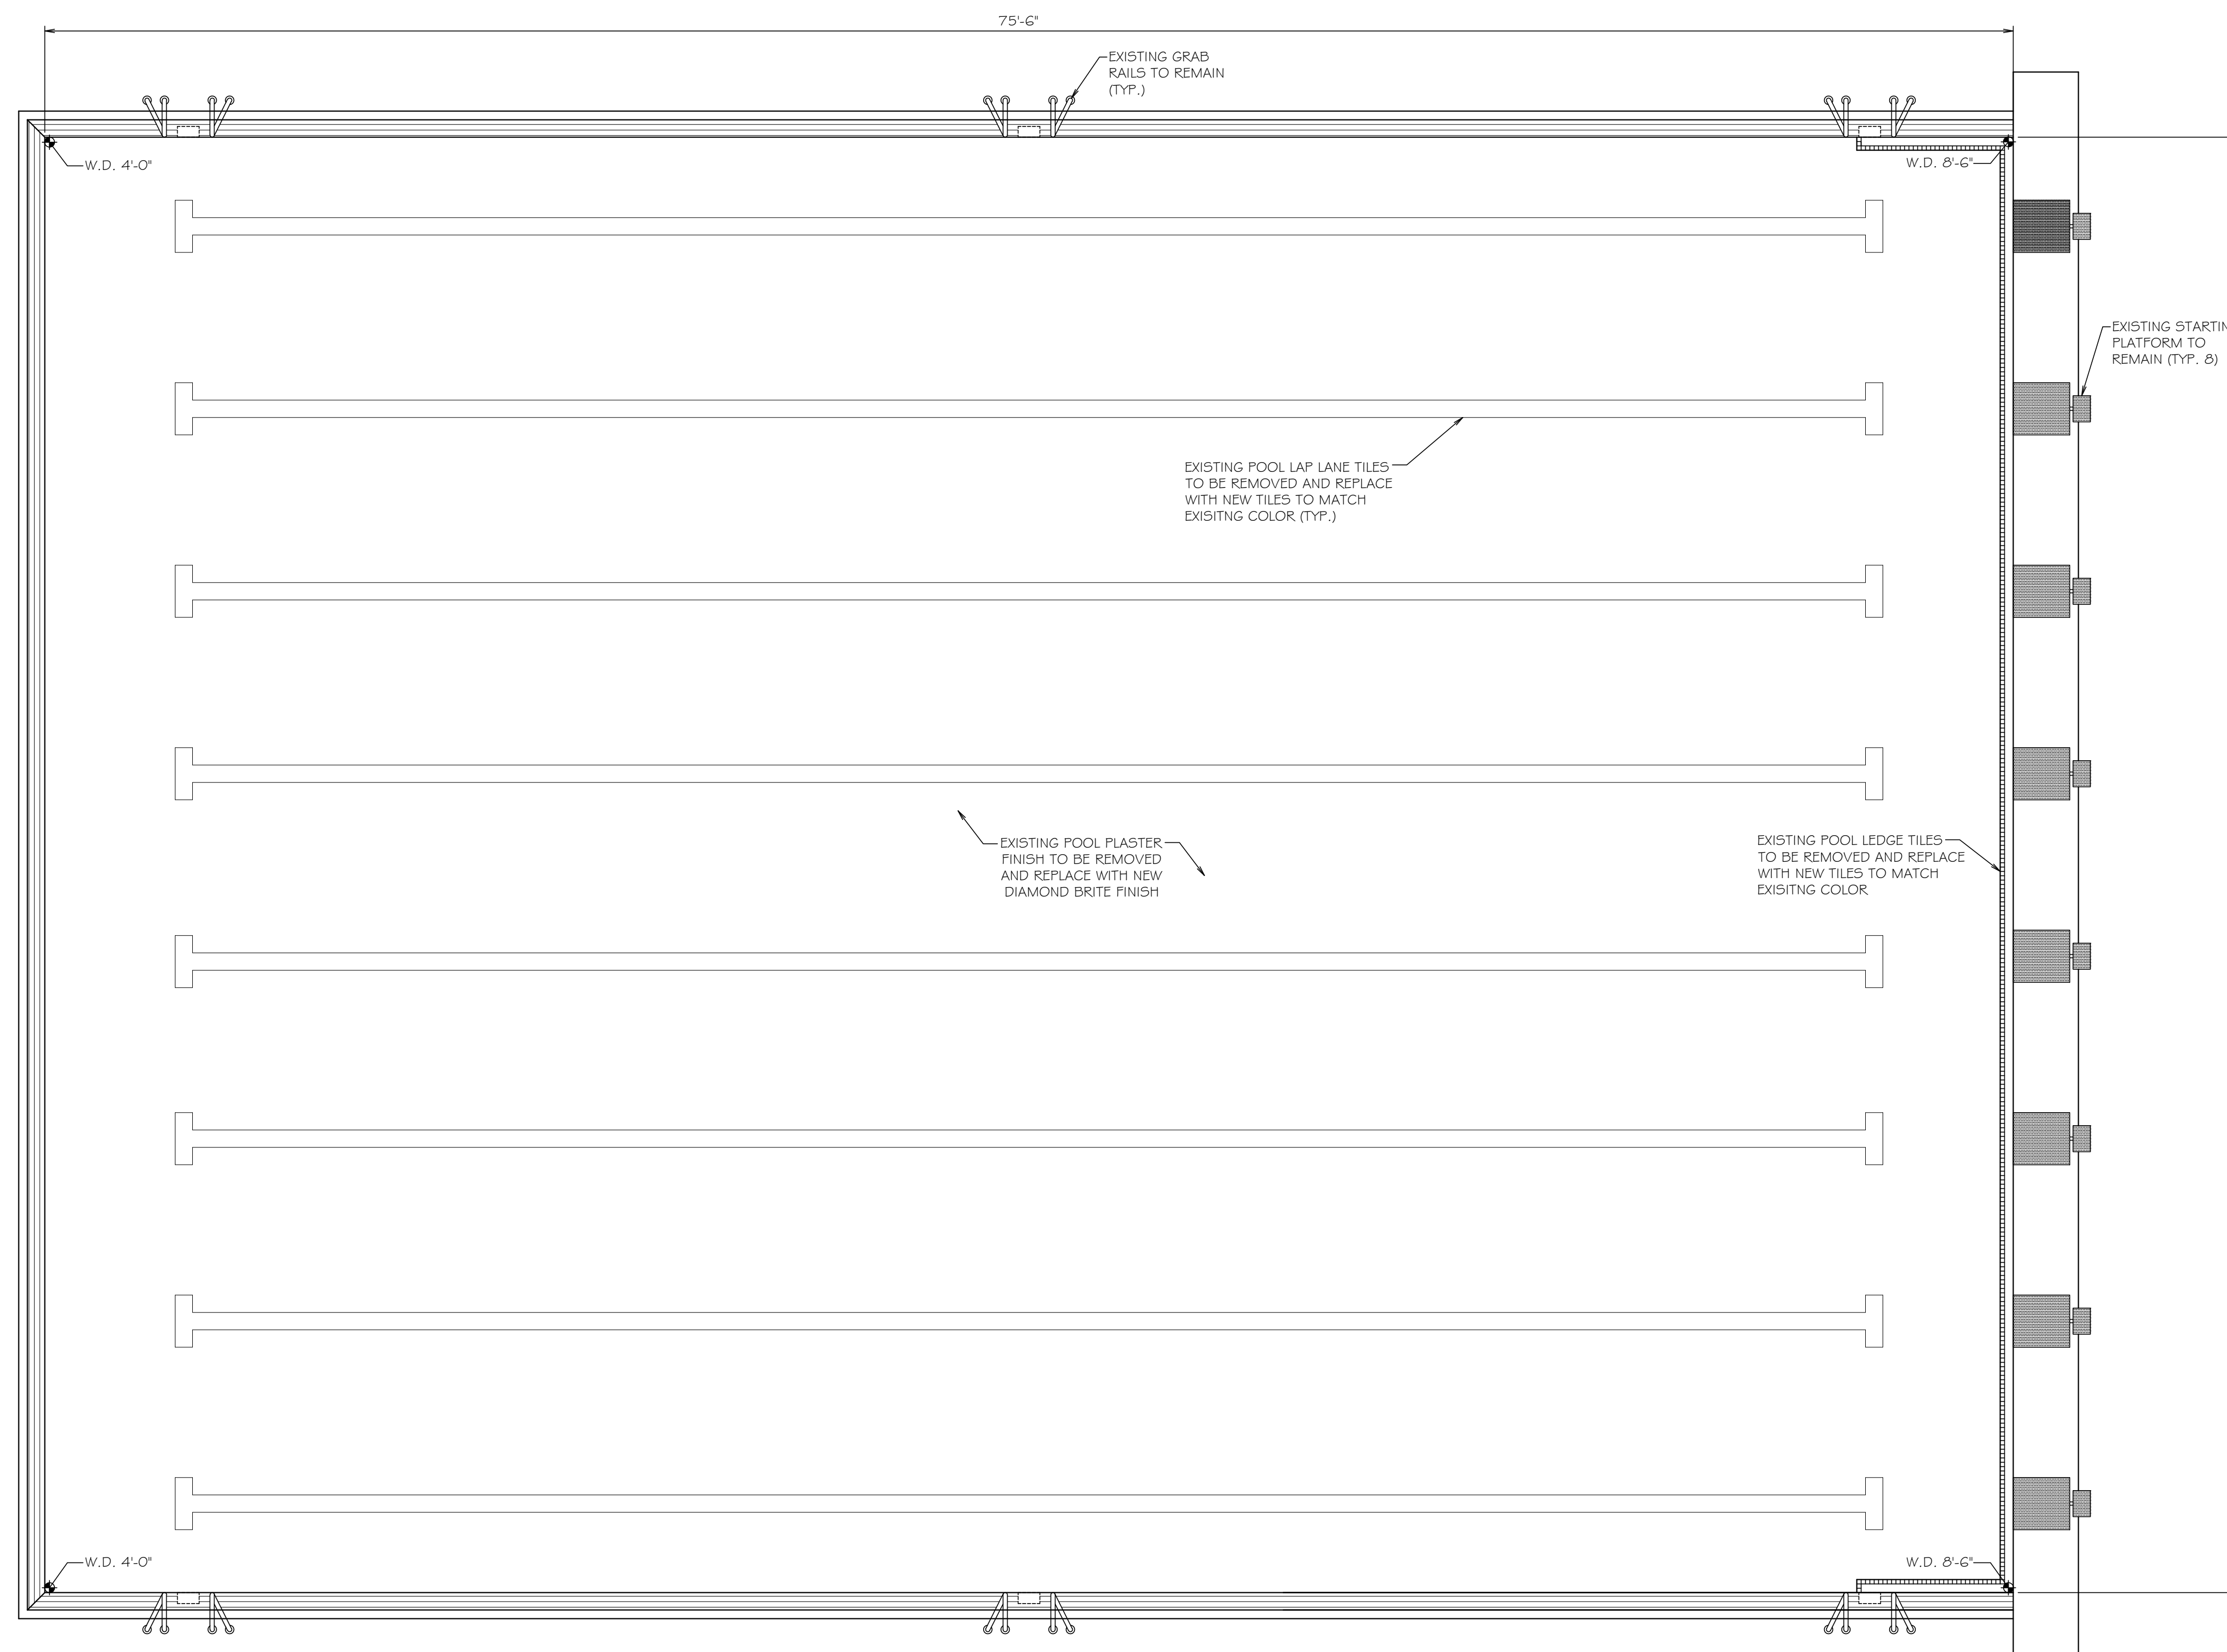 75'-6"
EXISTING GRAB
RAILS TO REMAIN
(TYP.)
W.D. 4'-0"
W.D. 8'-6"
EXISTING STARTIN
PLATFORM TO
REMAIN (TYP. 8)
EXISTING POOL LAP LANE TILES
TO BE REMOVED AND REPLACE
WITH NEW TILES TO MATCH
EXISITNG COLOR (TYP.)
EXISTING POOL PLASTER
FINISH TO BE REMOVED
AND REPLACE WITH NEW
DIAMOND BRITE FINISH
EXISTING POOL LEDGE TILES
TO BE REMOVED AND REPLACE
WITH NEW TILES TO MATCH
EXISITNG COLOR
W.D. 4'-0"
W.D. 8'-6"